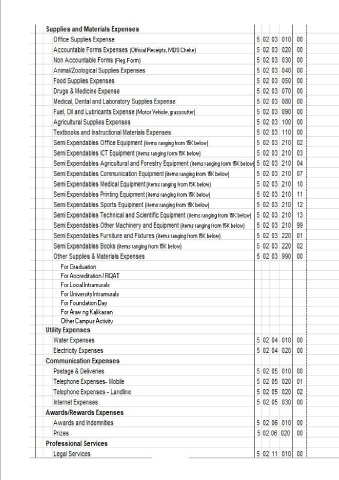 Supplies and Materials Expenses
Office Supplies Expense 5 02 03 010 00
Accountable Forms Expenses (Official Receipts, MDS Cheke) 5 02 03 020 00
Non Accountable Forms (Reg. Form) 5 02 03 030 00
Animal/Zoological Supplies Expenses 5 02 03 040 00
Food Supplies Expenses 5 02 03 050 00
Drugs & Medicine Expense 5 02 03 070 00
Medical, Dental and Laboratory Supplies Expense 5 02 03 080 00
Fuel, Oil and Lubricants Expense (Motor Vehicle, grasscutter) 5 02 03 090 00
Agricultural Supplies Expenses 5 02 03 100 00
Textbooks and Instructional Materials Expenses 5 02 03 110 00
Semi Expendables Office Equipment (items ranging from 15K below) 5 02 03 210 02
Semi Expendables ICT Equipment (items ranging form 15K below) 5 02 03 210 03
Semi Expendables Agricultural and Forestry Equipment (items ranging from 15K below) 5 02 03 210 04
Semi Expendables Communication Equipment (items ranging from 15K below) 5 02 03 210 07
Semi Expendables Medical Equipment (items ranging from 15K below) 5 02 03 210 10
Semi Expendables Printing Equipment (items ranging from 15K below) 5 02 03 210 11
Semi Expendables Sports Equipment (items ranging from 15K below) 5 02 03 210 12
Semi Expendables Technical and Scientific Equipment (items ranging from 15K below) 5 02 03 210 13
Semi Expendables Other Machinery and Equipment (items ranging from 15K below) 5 02 03 210 99
Semi Expendables Furniture and Fixtures (items ranging from 15K below) 5 02 03 220 01
Semi Expendables Books (items ranging from 15K below) 5 02 03 220 02
Other Supplies & Materials Expenses 5 02 03 990 00
For Graduation
For Accreditation / RQAT
For Local Intramurals
For University Intramurals
For Foundation Day
For Araw ng Kalikasan
Other Campus Activity
Utility Expenses
Water Expenses 5 02 04 010 00
Electricity Expenses 5 02 04 020 00
Communication Expenses
Postage & Deliveries 5 02 05 010 00
Telephone Expenses- Mobile 5 02 05 020 01
Telephone Expenses - Landline 5 02 05 020 02
Internet Expenses 5 02 05 030 00
Awards/Rewards Expenses
Awards and Indemnities 5 02 06 010 00
Prizes 5 02 06 020 00
Professional Services
Legal Services 5 02 11 010 00